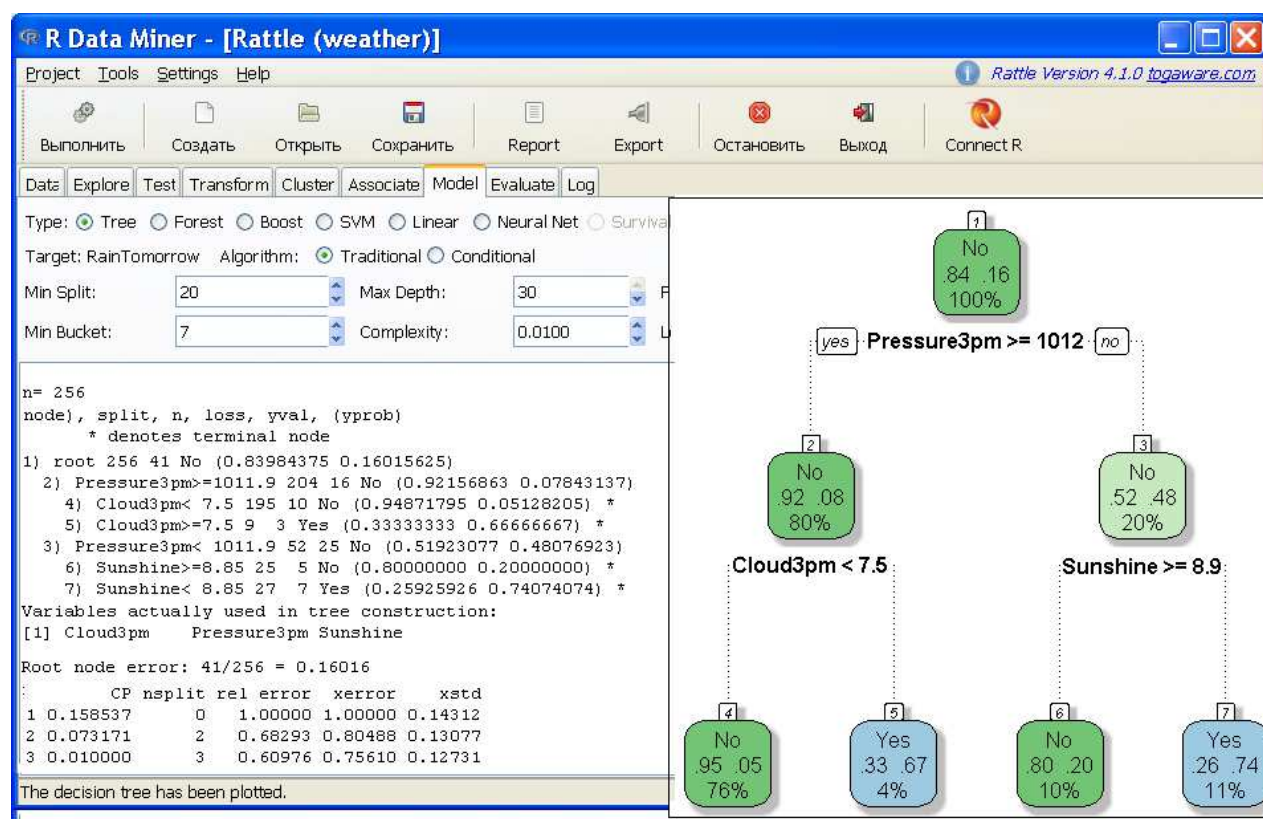 R Data Miner - [Rattle (weather)]
Project Tools Settings Help
Rattle Version 4.1.0 togaware.com
Выполнить Создать Открыть Сохранить Report Export Остановить Выход Connect R
Data Explore Test Transform Cluster Associate Model Evaluate Log
Type: Tree Forest Boost SVM Linear Neural Net Survival
Target: RainTomorrow Algorithm: Traditional Conditional
Min Split: 20 Max Depth: 30
Min Bucket: 7 Complexity: 0.0100
n= 256
node), split, n, loss, yval, (yprob)
* denotes terminal node
1) root 256 41 No (0.83984375 0.16015625)
2) Pressure3pm>=1011.9 204 16 No (0.92156863 0.07843137)
4) Cloud3pm< 7.5 195 10 No (0.94871795 0.05128205) *
5) Cloud3pm>=7.5 9 3 Yes (0.33333333 0.66666667) *
3) Pressure3pm< 1011.9 52 25 No (0.51923077 0.48076923)
6) Sunshine>=8.85 25 5 No (0.80000000 0.20000000) *
7) Sunshine< 8.85 27 7 Yes (0.25925926 0.74074074) *
Variables actually used in tree construction:
[1] Cloud3pm Pressure3pm Sunshine
Root node error: 41/256 = 0.16016
CP nsplit rel error xerror xstd
1 0.158537 0 1.00000 1.00000 0.14312
2 0.073171 2 0.68293 0.80488 0.13077
3 0.010000 3 0.60976 0.75610 0.12731
The decision tree has been plotted.
1
No
.84 .16
100%
yes Pressure3pm >= 1012 no
2 3
No No
.92 .08 .52 .48
80% 20%
Cloud3pm < 7.5 Sunshine >= 8.9
4 5 6 7
No Yes No Yes
.95 .05 .33 .67 .80 .20 .26 .74
76% 4% 10% 11%